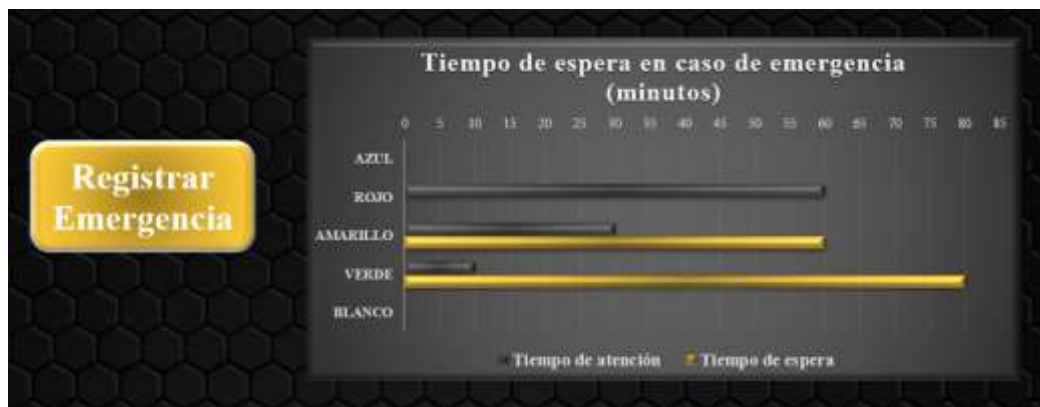 Registrar
Emergencia
Tiempo de espera en caso de emergencia
(minutos)
0 5 10 15 20 25 30 35 40 45 50 55 60 65 70 75 80 85
AZUL
ROJO
AMARILLO
VERDE
BLANCO
Tiempo de atención Tiempo de espera